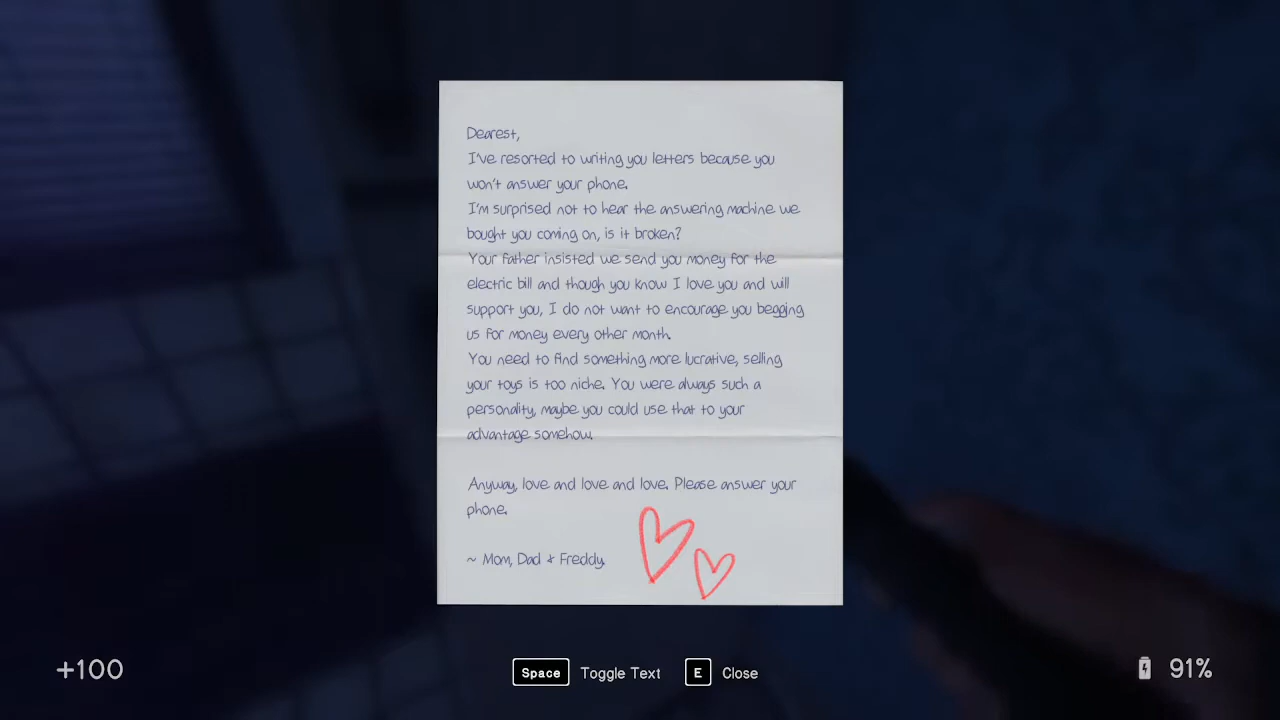 Dearest,
I've resorted to writing you letters because you
won't answer your phone.
I'm surprised not to hear the answering machine we
bought you coming on, is it broken?
Your father insisted we send you money for the
electric bill and though you know I love you and will
support you, I do not want to encourage you begging
us for money every other month.
You need to find something more lucrative, selling
your toys is too niche. You were always such a
personality, maybe you could use that to your
advantage somehow.
Anyway, love and love and love. Please answer your
phone.
~ Mom, Dad + Freddy.
+100
Space Toggle Text E Close
91%